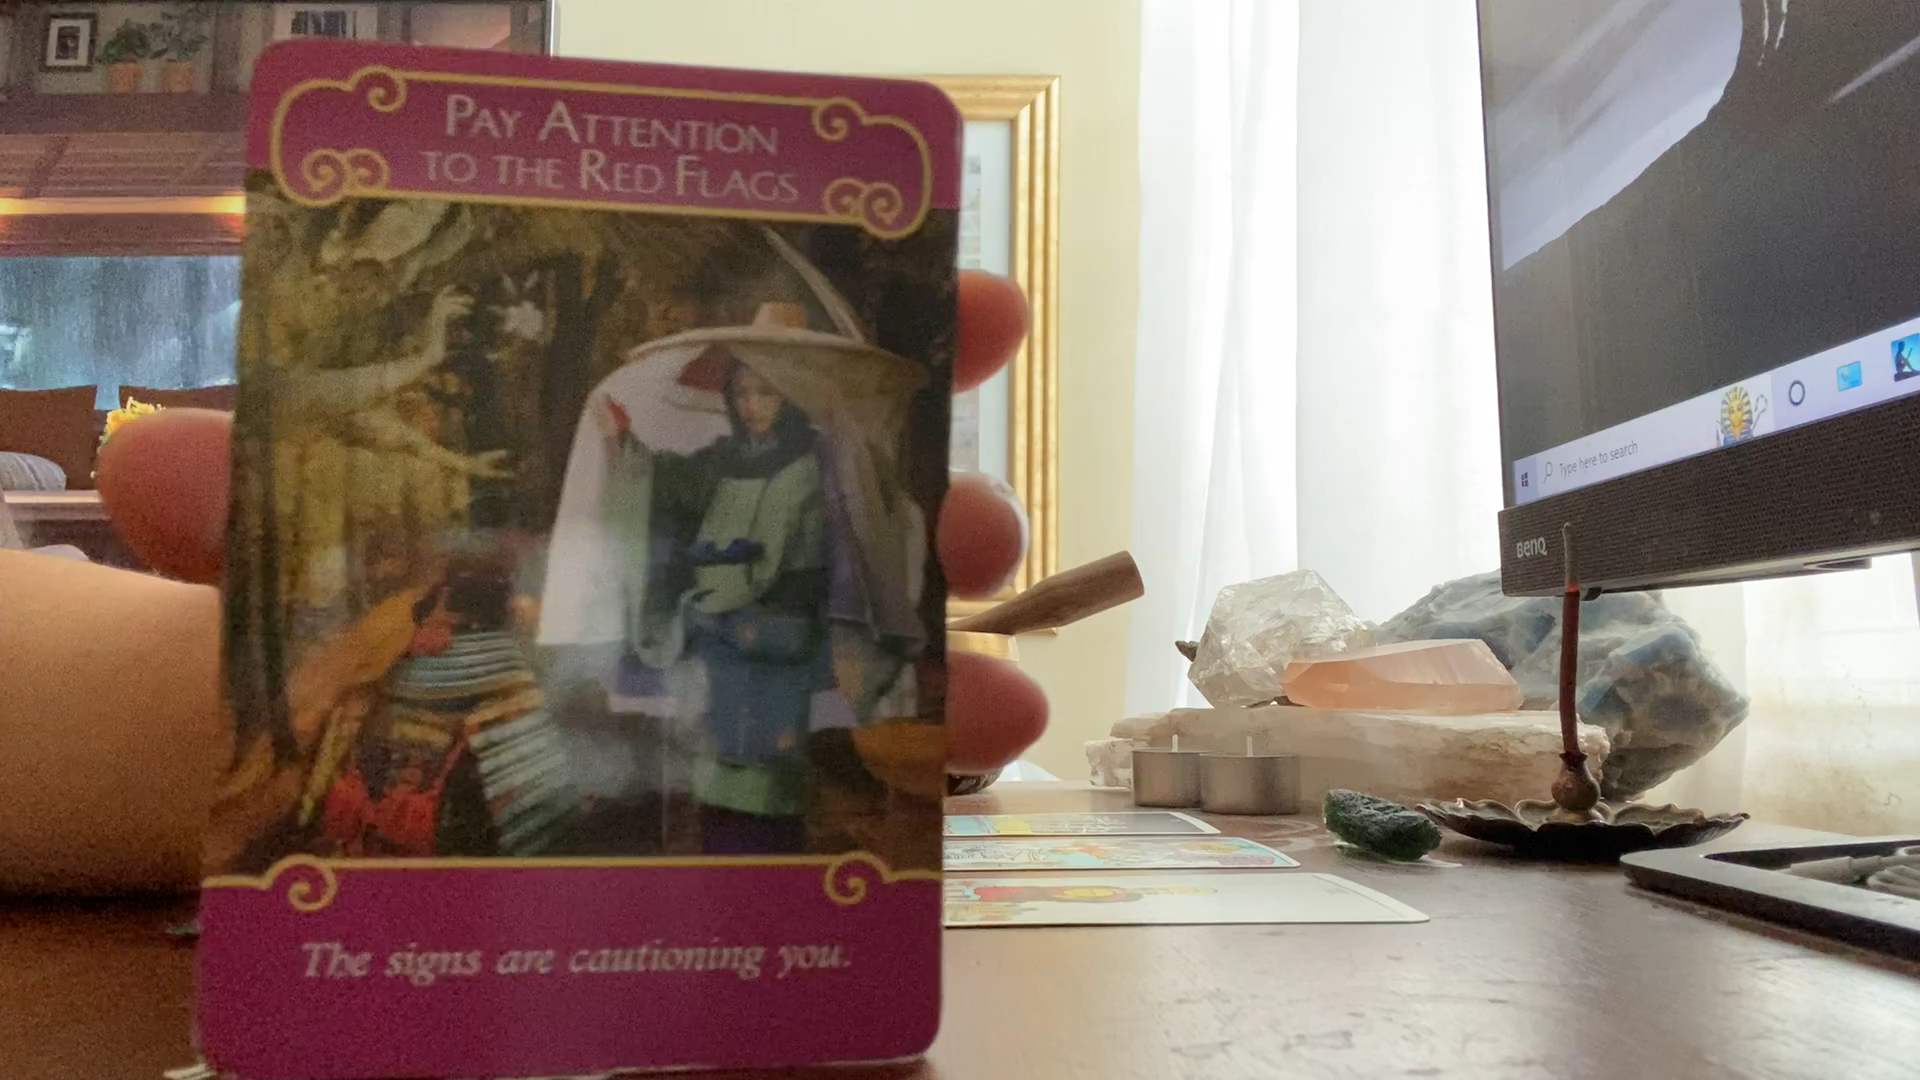 PAY ATTENTION
TO THE RED FLAGS
The signs are cautioning you.
Type here to search
BenQ